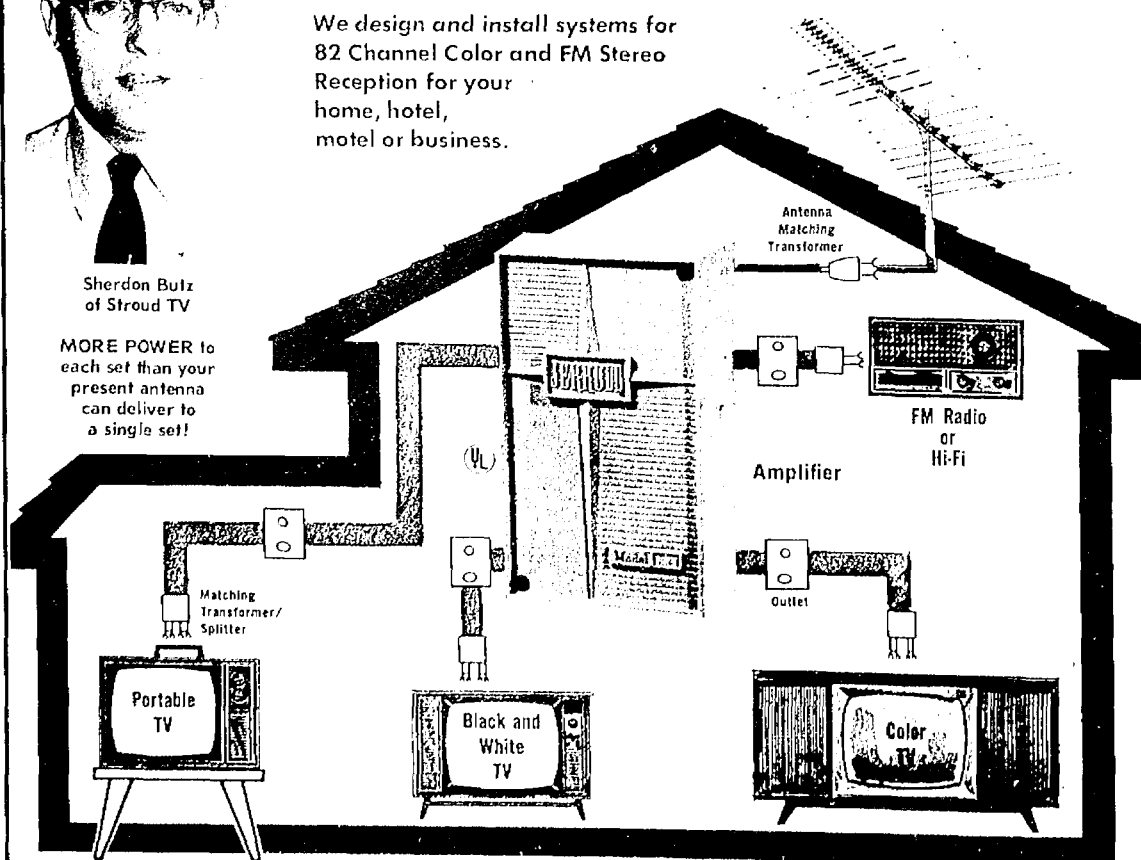 We design and install systems for
82 Channel Color and FM Stereo
Reception for your
home, hotel,
motel or business.
Sherdon Butz
of Stroud TV
MORE POWER to
each set than your
present antenna
can deliver to
a single set!
Antenna
Matching
Transformer
FM Radio
or
Hi-Fi
UL
Amplifier
Model
Outlet
Matching
Transformer/
Splitter
Portable
TV
Black and
White
TV
Color
TV